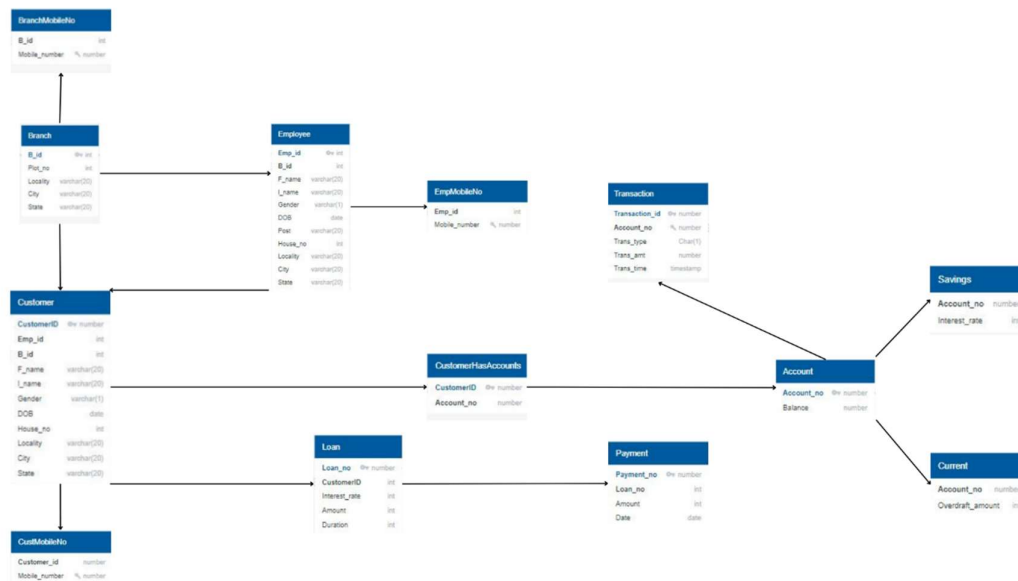 BranchMobileNo
B_id int
Mobile_number number
Branch
B_id int
Plot_no int
Locality varchar(20)
City varchar(20)
State varchar(20)
Employee
Emp_id int
B_id int
F_name varchar(20)
l_name varchar(20)
Gender varchar(1)
DOB date
Post varchar(20)
House_no int
Locality varchar(20)
City varchar(20)
State varchar(20)
EmpMobileNo
Emp_id int
Mobile_number number
Transaction
Transaction_id number
Account_no number
Trans_type Char(1)
Trans_amt number
Trans_time timestamp
Savings
Account_no number
Interest_rate in
Customer
CustomerID number
Emp_id int
B_id int
F_name varchar(20)
l_name varchar(20)
Gender varchar(1)
DOB date
House_no int
Locality varchar(20)
City varchar(20)
State varchar(20)
CustomerHasAccounts
CustomerID number
Account_no number
Account
Account_no number
Balance number
Loan
Loan_no number
CustomerID int
Interest_rate int
Amount int
Duration int
Payment
Payment_no number
Loan_no int
Amount int
Date date
Current
Account_no number
Overdraft_amount in
CustMobileNo
Customer_id number
Mobile_number number